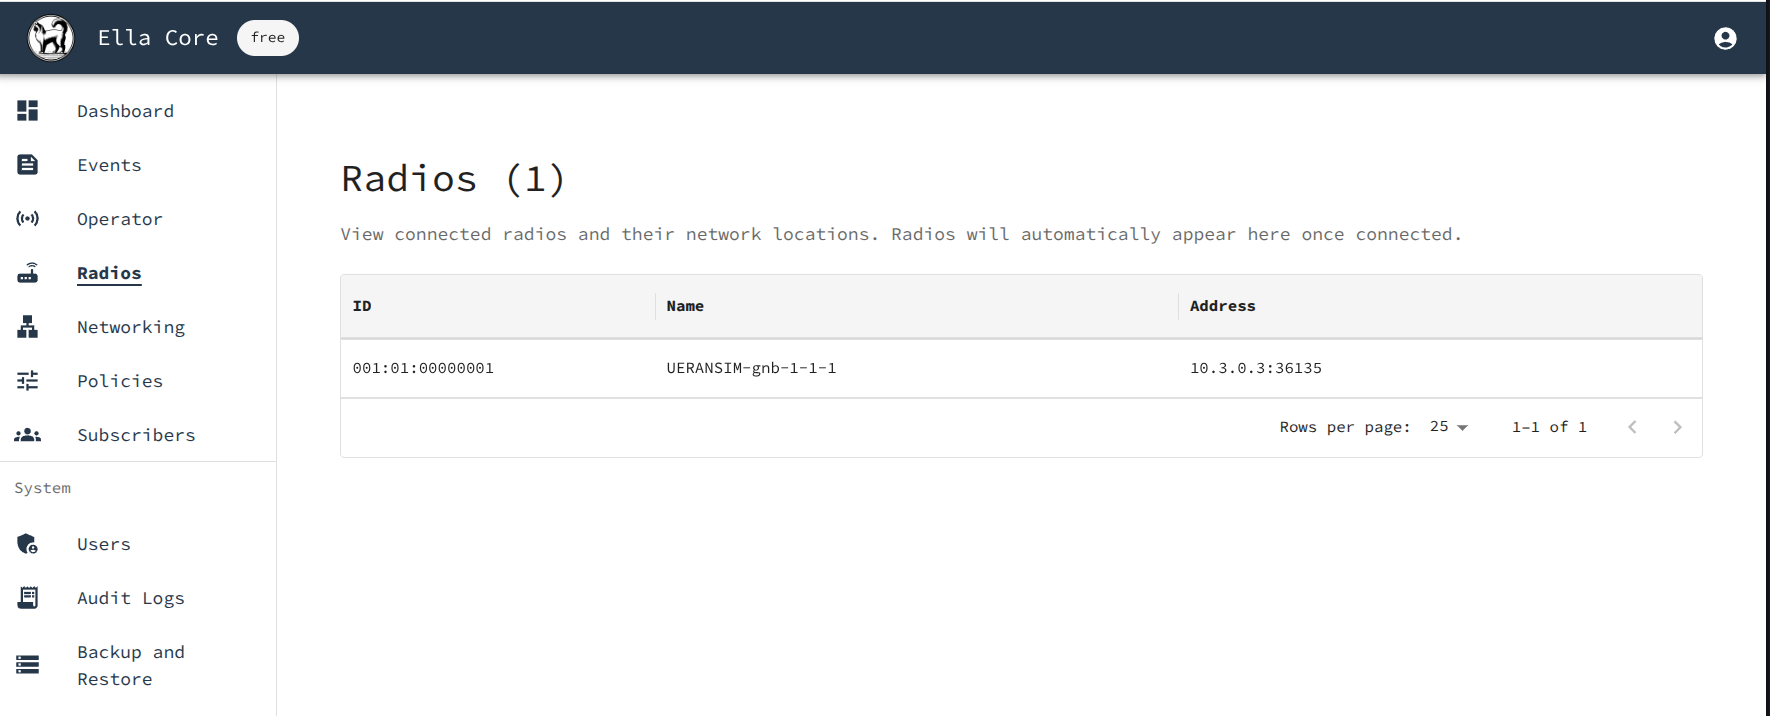 Ella Core free
Dashboard
Events
Operator
Radios
Networking
Policies
Subscribers
System
Users
Audit Logs
Backup and
Restore
Radios (1)
View connected radios and their network locations. Radios will automatically appear here once connected.
ID Name Address
001:01:00000001 UERANSIM-gnb-1-1-1 10.3.0.3:36135
Rows per page: 25 1–1 of 1